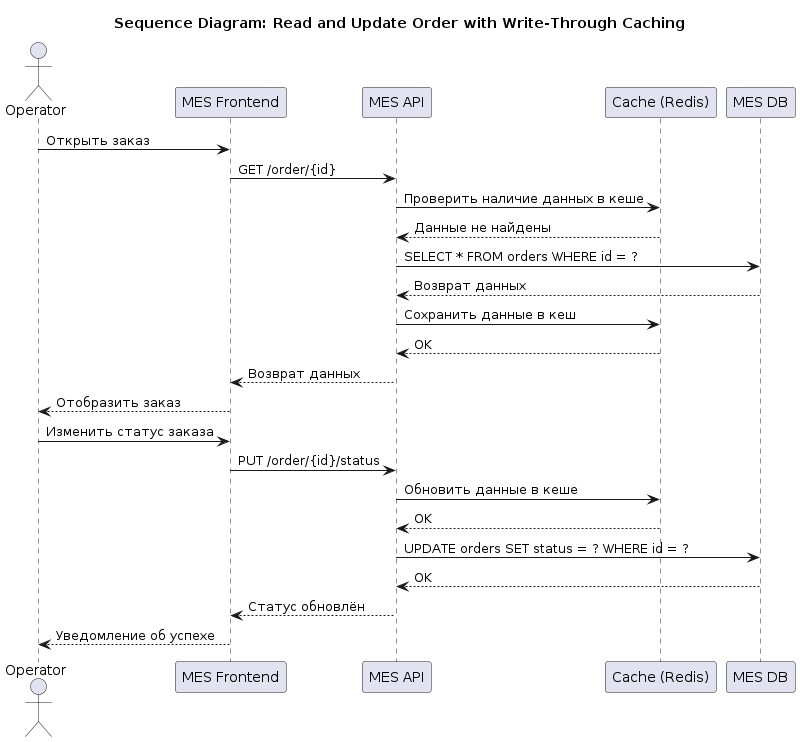 Sequence Diagram: Read and Update Order with Write-Through Caching
Operator
MES Frontend
MES API
Cache (Redis)
MES DB
Открыть заказ
GET /order/{id}
Проверить наличие данных в кеше
Данные не найдены
SELECT * FROM orders WHERE id = ?
Возврат данных
Сохранить данные в кеш
OK
Возврат данных
Отобразить заказ
Изменить статус заказа
PUT /order/{id}/status
Обновить данные в кеше
OK
UPDATE orders SET status = ? WHERE id = ?
OK
Статус обновлён
Уведомление об успехе
Operator
MES Frontend
MES API
Cache (Redis)
MES DB